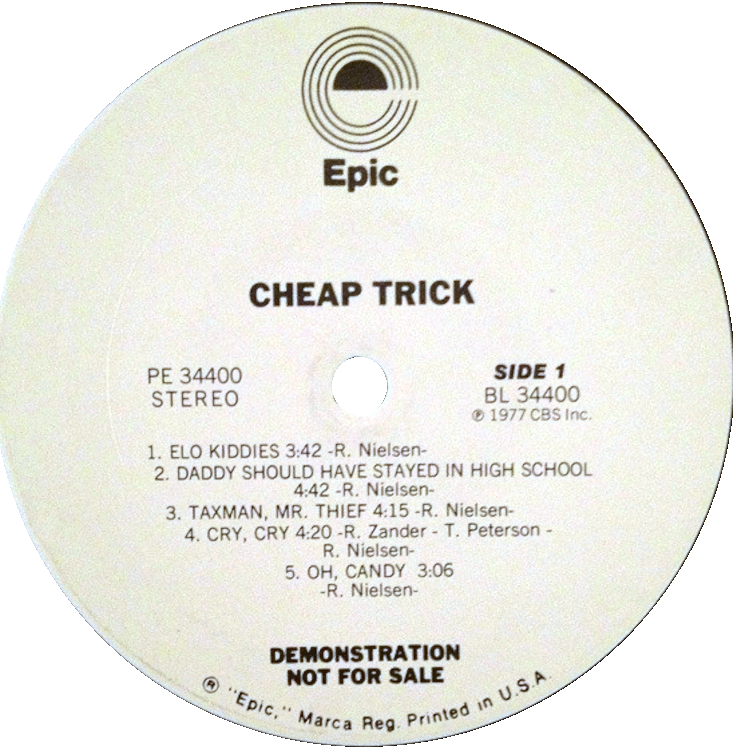 Epic
CHEAP TRICK
PE 34400
STEREO
SIDE 1
BL 34400
℗ 1977 CBS Inc.
1. ELO KIDDIES 3:42 -R. Nielsen-
2. DADDY SHOULD HAVE STAYED IN HIGH SCHOOL
4:42 -R. Nielsen-
3. TAXMAN, MR. THIEF 4:15 -R. Nielsen-
4. CRY, CRY 4:20 -R. Zander - T. Peterson -
R. Nielsen-
5. OH, CANDY 3:06
-R. Nielsen-
DEMONSTRATION
NOT FOR SALE
® "Epic," Marca Reg. Printed in U.S.A.